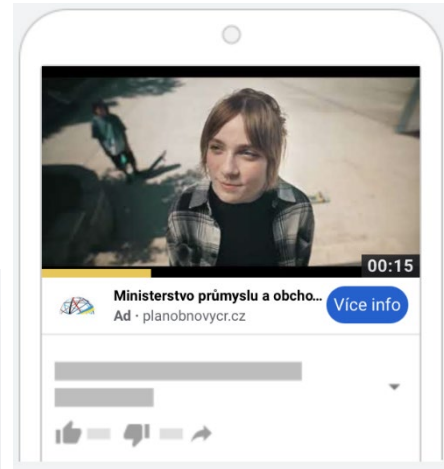 00:15
Ministerstvo průmyslu a obcho...
Ad · planobnovycr.cz
Více info